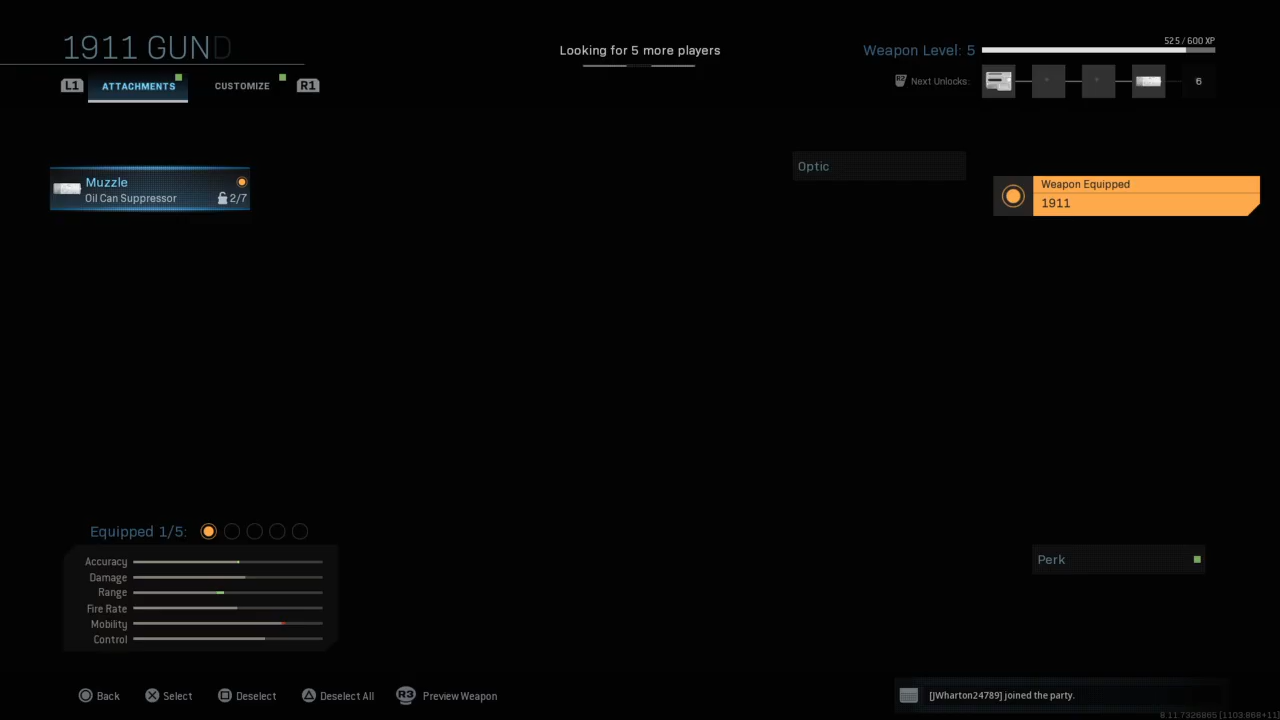 1911 GUND
Looking for 5 more players
Weapon Level: 5
525 / 600 XP
L1
ATTACHMENTS
CUSTOMIZE
R1
Next Unlocks:
6
Muzzle
Oil Can Suppressor
2/7
Optic
Weapon Equipped
1911
Equipped 1/5:
Accuracy
Damage
Range
Fire Rate
Mobility
Control
Perk
Back
Select
Deselect
Deselect All
R3
Preview Weapon
[JWharton24789] joined the party.